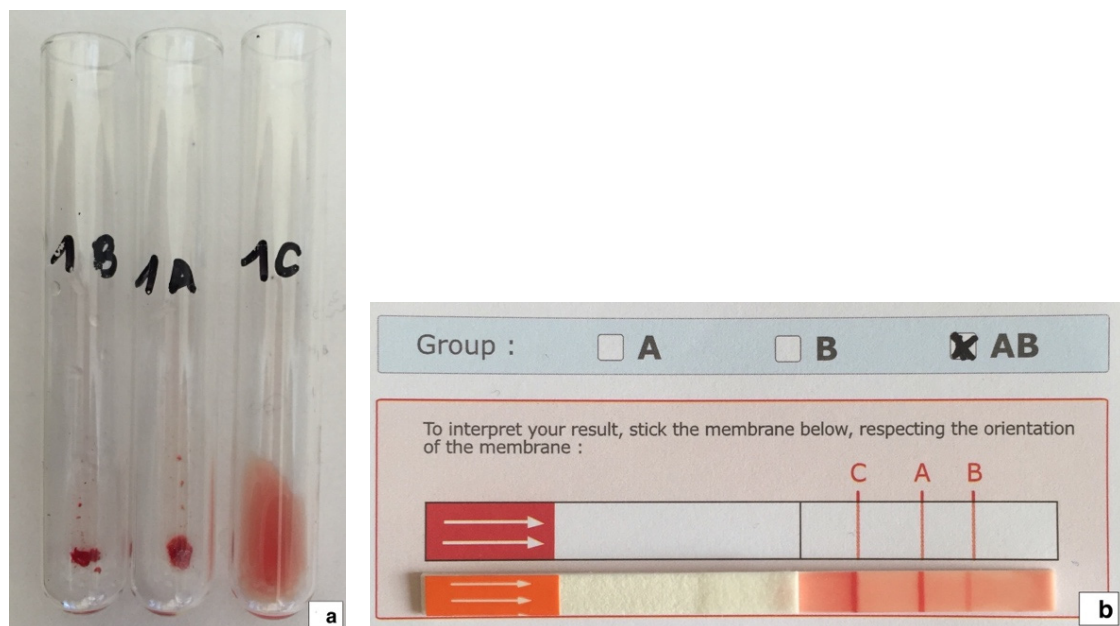 1B 1A 1C
a
Group : A B AB
To interpret your result, stick the membrane below, respecting the orientation
of the membrane :
C A B
b